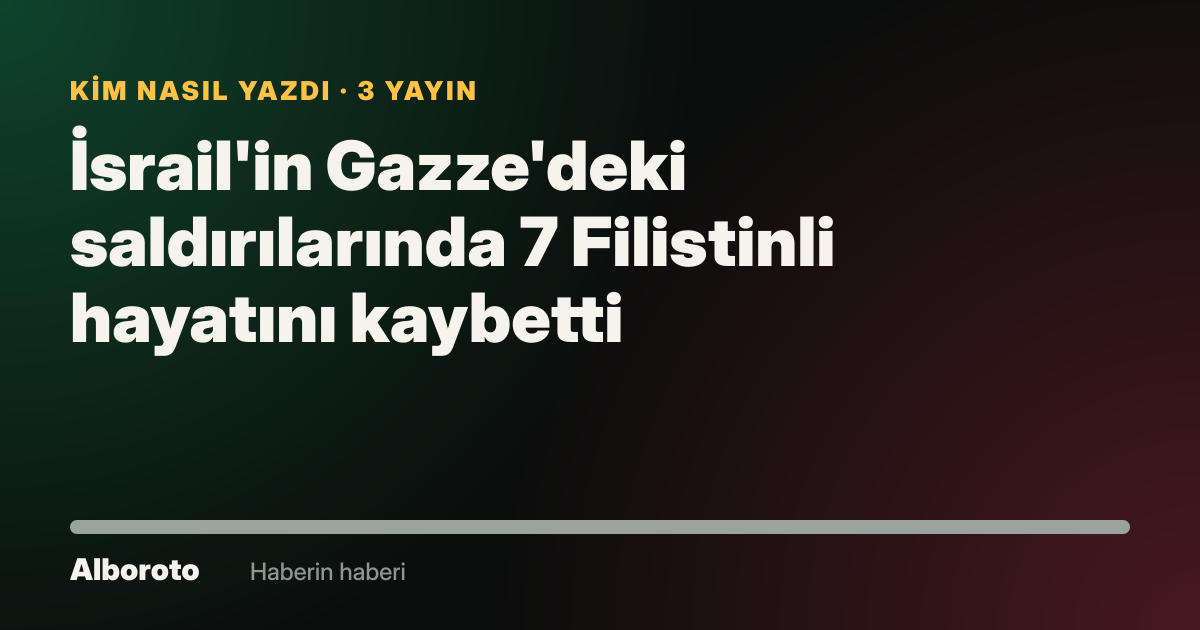 KİM NASIL YAZDI · 3 YAYIN
İsrail'in Gazze'deki
saldırılarında 7 Filistinli
hayatını kaybetti
Alboroto
Haberin haberi